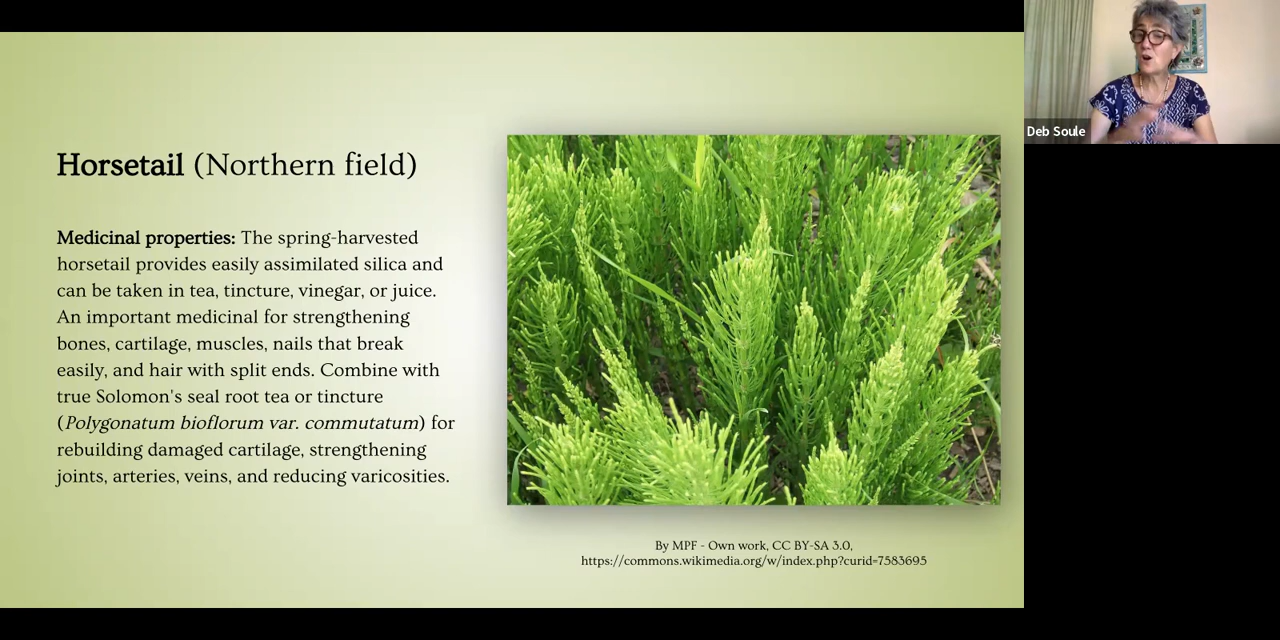 Horsetail (Northern field)
Medicinal properties: The spring-harvested
horsetail provides easily assimilated silica and
can be taken in tea, tincture, vinegar, or juice.
An important medicinal for strengthening
bones, cartilage, muscles, nails that break
easily, and hair with split ends. Combine with
true Solomon's seal root tea or tincture
(Polygonatum bioflorum var. commutatum) for
rebuilding damaged cartilage, strengthening
joints, arteries, veins, and reducing varicosities.
By MPF - Own work, CC BY-SA 3.0,
https://commons.wikimedia.org/w/index.php?curid=7583695
Deb Soule